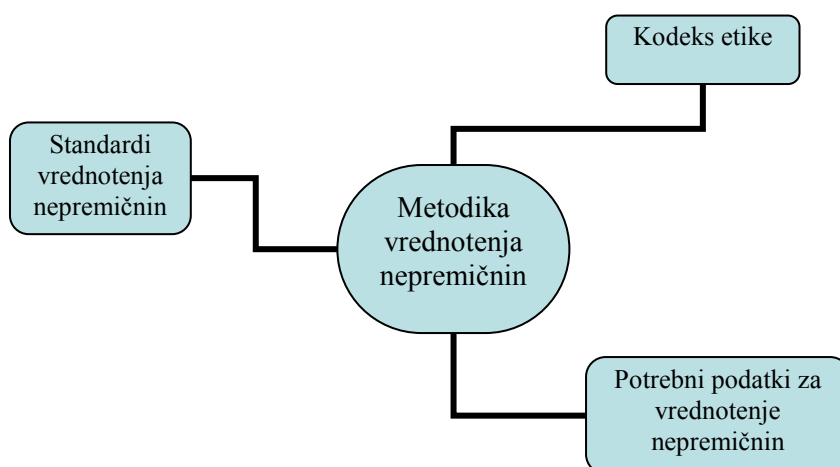 Kodeks etike
Standardi
vrednotenja
nepremičnin
Metodika
vrednotenja
nepremičnin
Potrebni podatki za
vrednotenje
nepremičnin